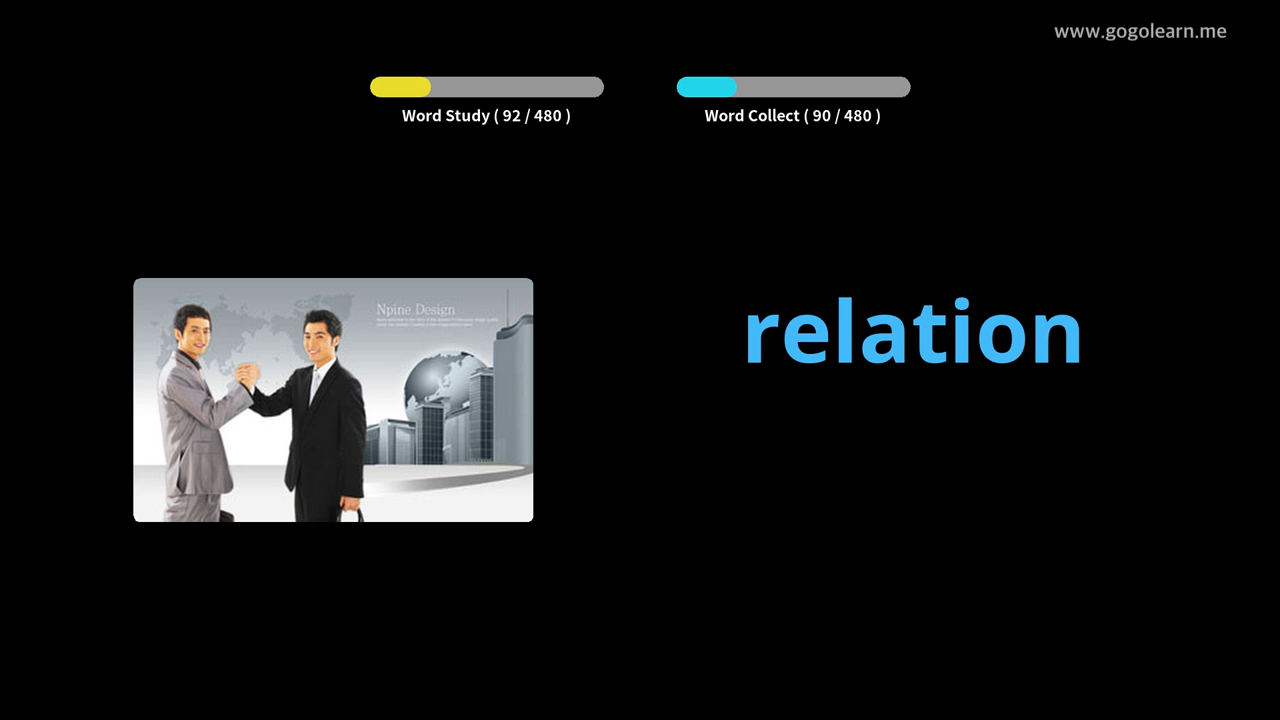 www.gogolearn.me
Word Study ( 92 / 480 )
Word Collect ( 90 / 480 )
Npine Design
relation